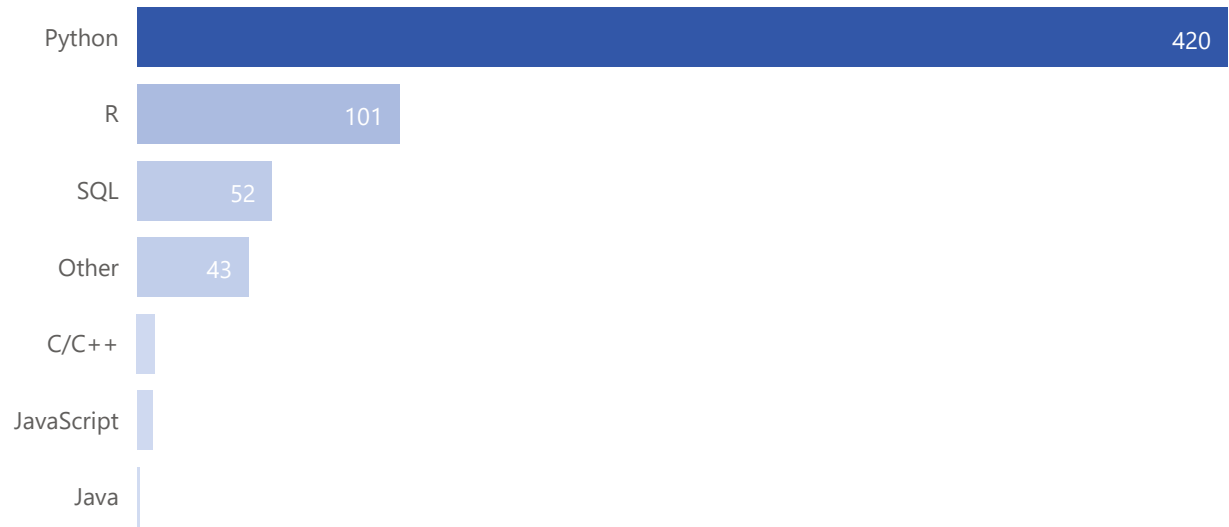 Python 420
R 101
SQL 52
Other 43
C/C++
JavaScript
Java